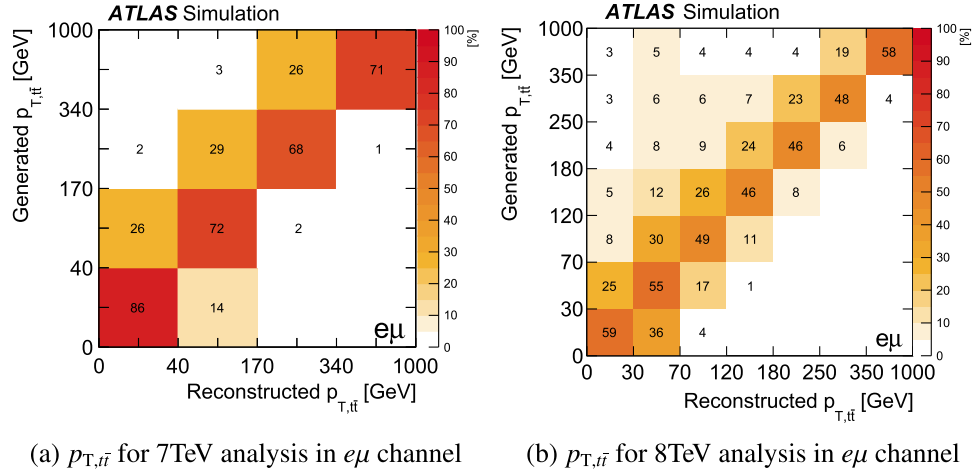 ATLAS Simulation
Generated p_T,tt̄ [GeV]
1000
340
170
40
0
3 26 71
2 29 68 1
26 72 2
86 14
eμ
0 40 170 340 1000
Reconstructed p_T,tt̄ [GeV]
[%]
100
90
80
70
60
50
40
30
20
10
0
(a) p_T,tt̄ for 7TeV analysis in eμ channel
ATLAS Simulation
Generated p_T,tt̄ [GeV]
1000
350
250
180
120
70
30
0
3 5 4 4 4 19 58
3 6 6 7 23 48 4
4 8 9 24 46 6
5 12 26 46 8
8 30 49 11
25 55 17 1
59 36 4
eμ
0 30 70 120 180 250 350 1000
Reconstructed p_T,tt̄ [GeV]
[%]
100
90
80
70
60
50
40
30
20
10
0
(b) p_T,tt̄ for 8TeV analysis in eμ channel